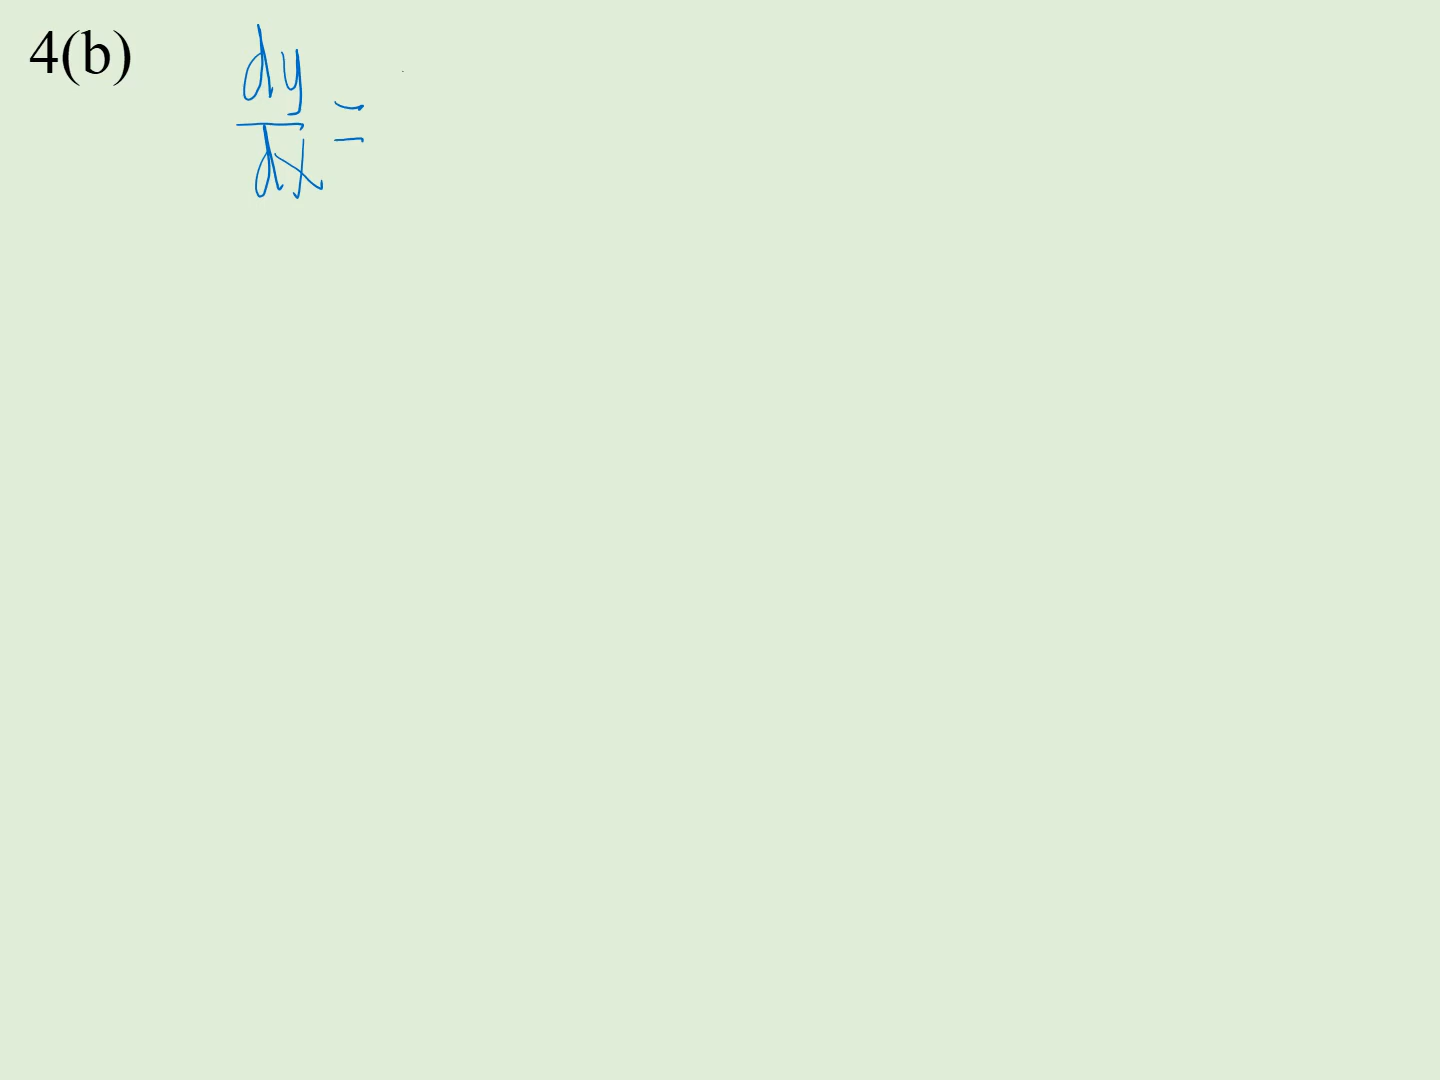 4(b) dy/dx =